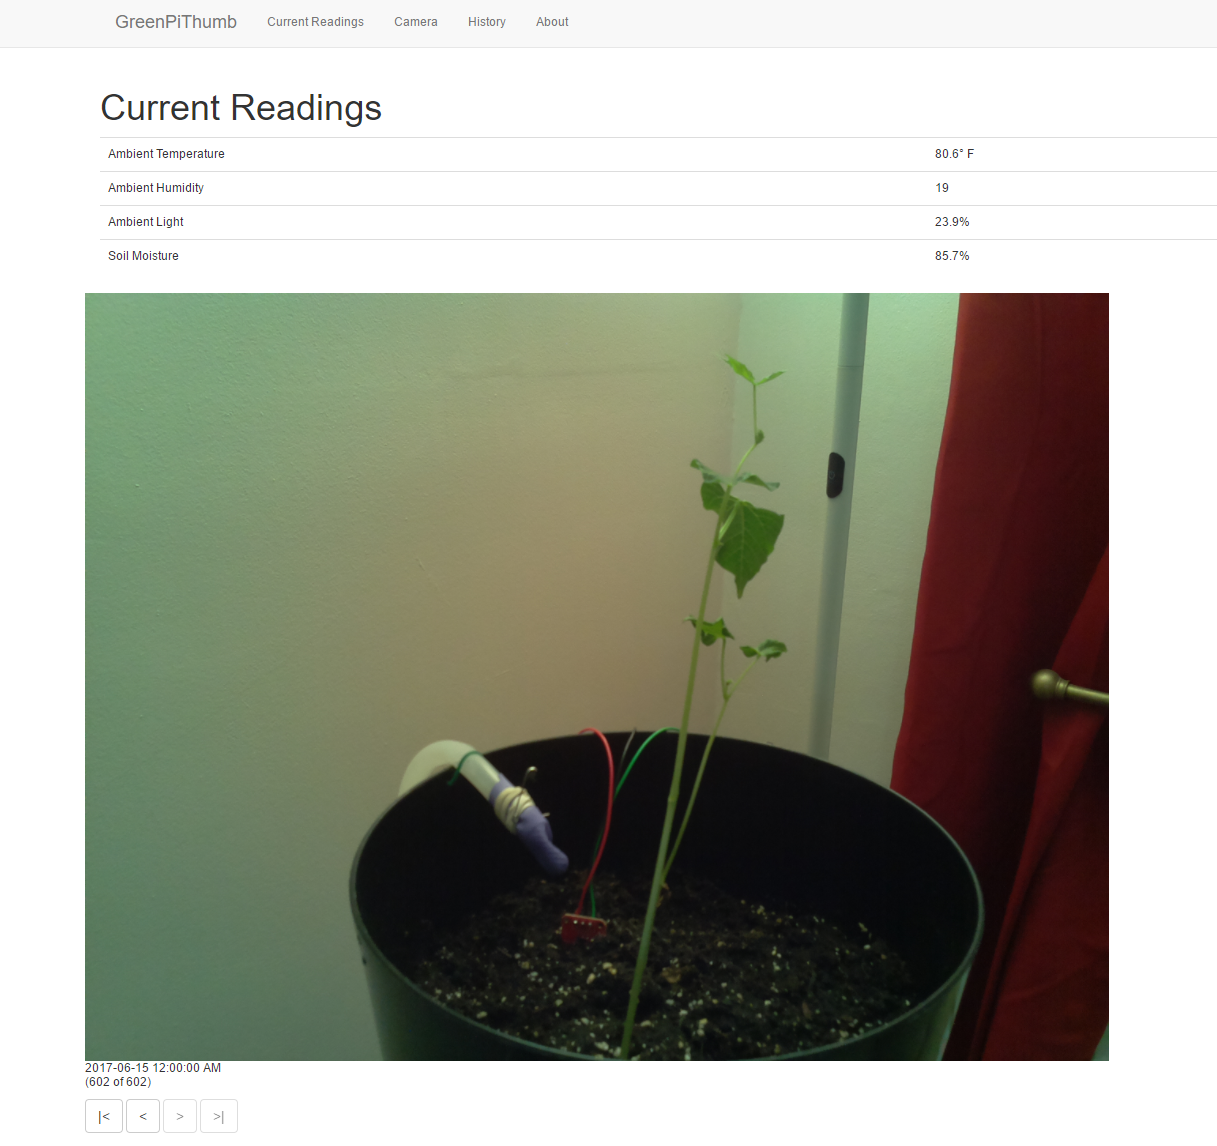 GreenPiThumb Current Readings Camera History About
Current Readings
Ambient Temperature 80.6° F
Ambient Humidity 19
Ambient Light 23.9%
Soil Moisture 85.7%
2017-06-15 12:00:00 AM
(602 of 602)
|< < > >|